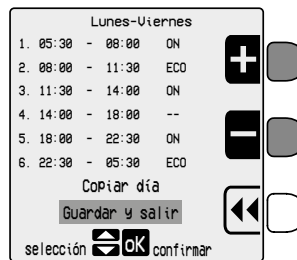 Lunes-Viernes
1. 05:30 - 08:00 ON
2. 08:00 - 11:30 ECO
3. 11:30 - 14:00 ON
4. 14:00 - 18:00 --
5. 18:00 - 22:30 ON
6. 22:30 - 05:30 ECO
Copiar día
Guardar y salir
selección oK confirmar